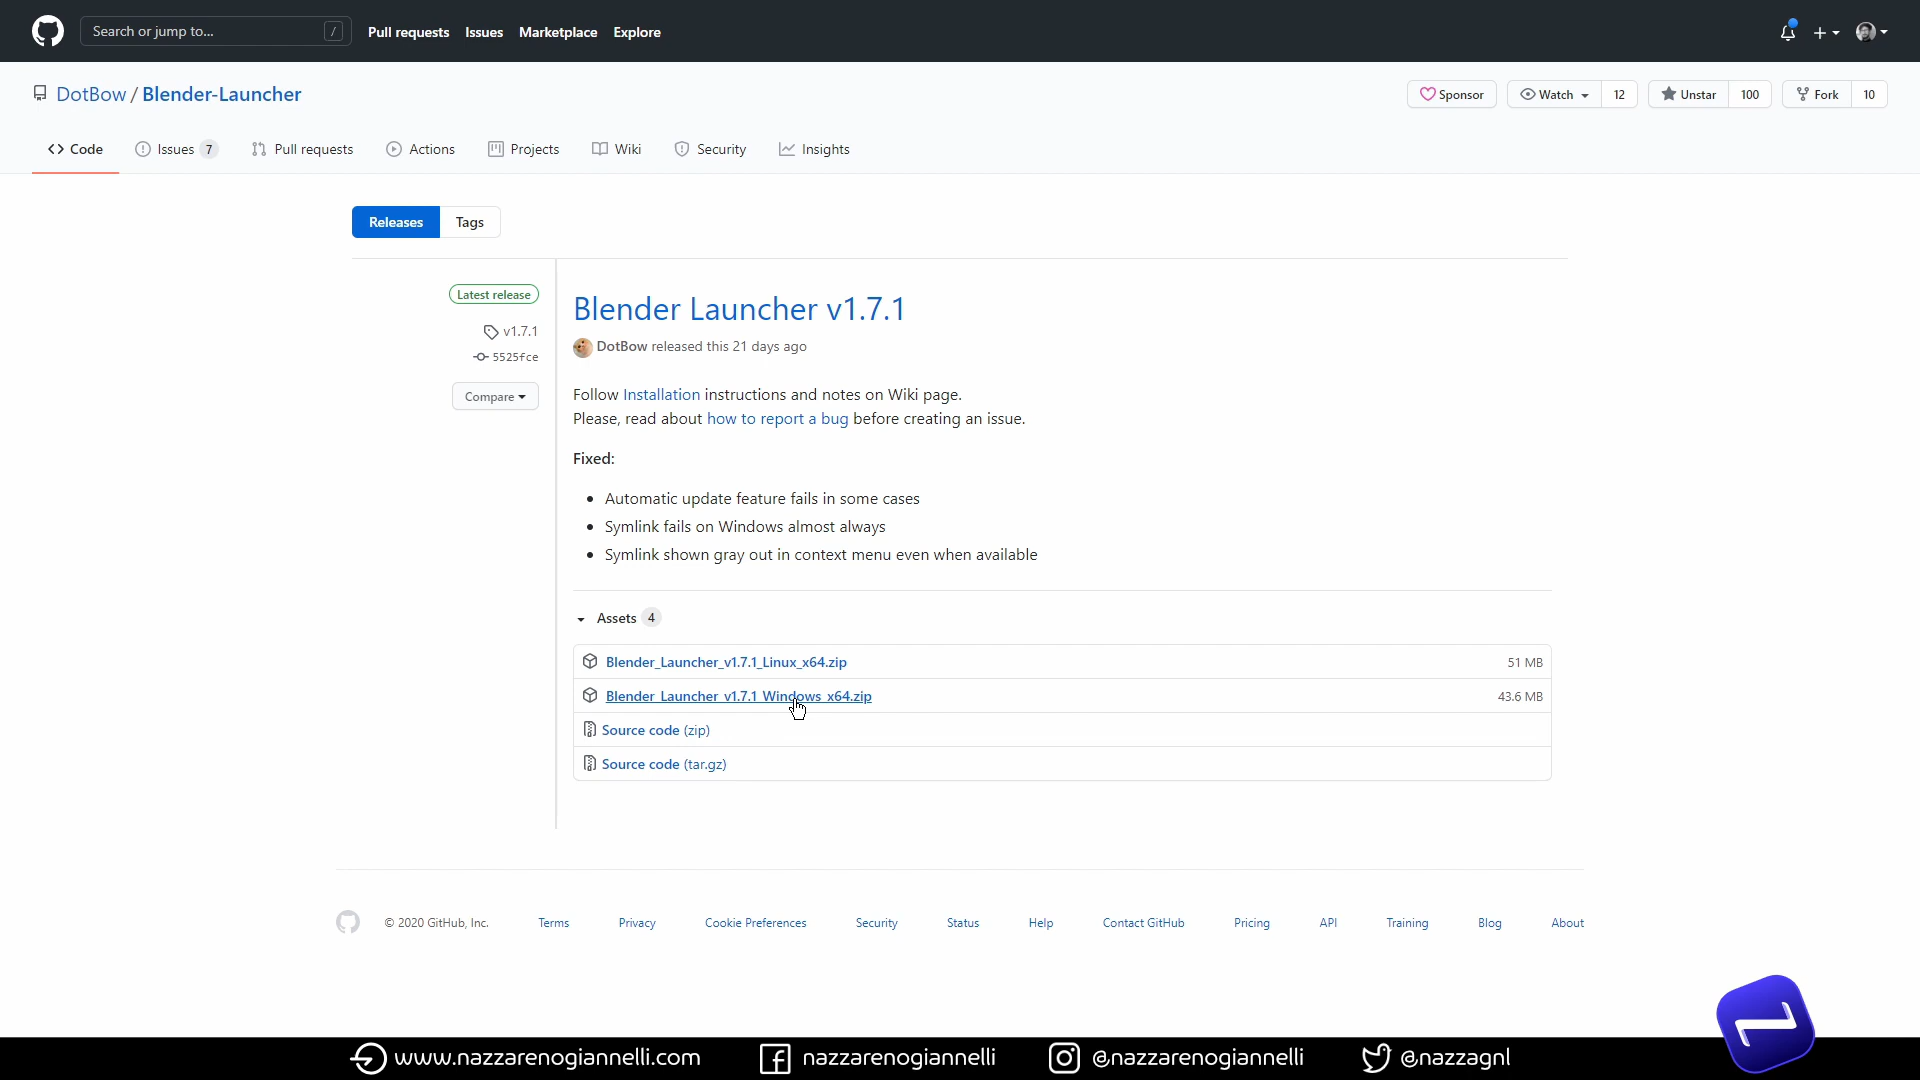 Search or jump to... /
Pull requests Issues Marketplace Explore
DotBow / Blender-Launcher
Sponsor Watch 12 Unstar 100 Fork 10
Code Issues 7 Pull requests Actions Projects Wiki Security Insights
Releases Tags
Latest release
v1.7.1
5525fce
Compare
Blender Launcher v1.7.1
DotBow released this 21 days ago
Follow Installation instructions and notes on Wiki page.
Please, read about how to report a bug before creating an issue.
Fixed:
• Automatic update feature fails in some cases
• Symlink fails on Windows almost always
• Symlink shown gray out in context menu even when available
Assets 4
Blender_Launcher_v1.7.1_Linux_x64.zip 51 MB
Blender_Launcher_v1.7.1_Windows_x64.zip 43.6 MB
Source code (zip)
Source code (tar.gz)
© 2020 GitHub, Inc. Terms Privacy Cookie Preferences Security Status Help Contact GitHub Pricing API Training Blog About
www.nazzarenogiannelli.com nazzarenogiannelli @nazzarenogiannelli @nazzagnl